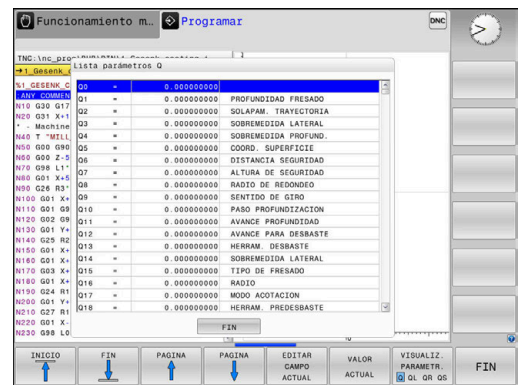 Funcionamiento m...
Programar
DNC
TNC:\nc_prog\
Lista parámetros Q
→1_Gesenk_
%1_GESENK_C
;ANY COMMEN
N10 G30 G17
N20 G31 X+1
* - Machine
N40 T "MILL
N50 G00 G90
N60 G00 Z-5
N70 G98 L1*
N80 G01 X+5
N90 G26 R3*
N100 G01 X+
N110 G01 G9
N120 G02 G9
N130 G01 Y+
N140 G25 R2
N150 G01 X+
N160 G01 X+
N170 G03 X+
N180 G01 X+
N190 G24 R1
N200 G01 Y+
N210 G27 R1
N220 G01 X-
N230 G98 L0
Q0 = 0.000000000
Q1 = 0.000000000 PROFUNDIDAD FRESADO
Q2 = 0.000000000 SOLAPAM. TRAYECTORIA
Q3 = 0.000000000 SOBREMEDIDA LATERAL
Q4 = 0.000000000 SOBREMEDIDA PROFUND.
Q5 = 0.000000000 COORD. SUPERFICIE
Q6 = 0.000000000 DISTANCIA SEGURIDAD
Q7 = 0.000000000 ALTURA DE SEGURIDAD
Q8 = 0.000000000 RADIO DE REDONDEO
Q9 = 0.000000000 SENTIDO DE GIRO
Q10 = 0.000000000 PASO PROFUNDIZACION
Q11 = 0.000000000 AVANCE PROFUNDIDAD
Q12 = 0.000000000 AVANCE PARA DESBASTE
Q13 = 0.000000000 HERRAM. DESBASTE
Q14 = 0.000000000 SOBREMEDIDA LATERAL
Q15 = 0.000000000 TIPO DE FRESADO
Q16 = 0.000000000 RADIO
Q17 = 0.000000000 MODO ACOTACION
Q18 = 0.000000000 HERRAM. PREDESBASTE
FIN
INICIO
FIN
PAGINA
PAGINA
EDITAR CAMPO ACTUAL
VALOR ACTUAL
VISUALIZ. PARAMETR. Q QL QR QS
FIN